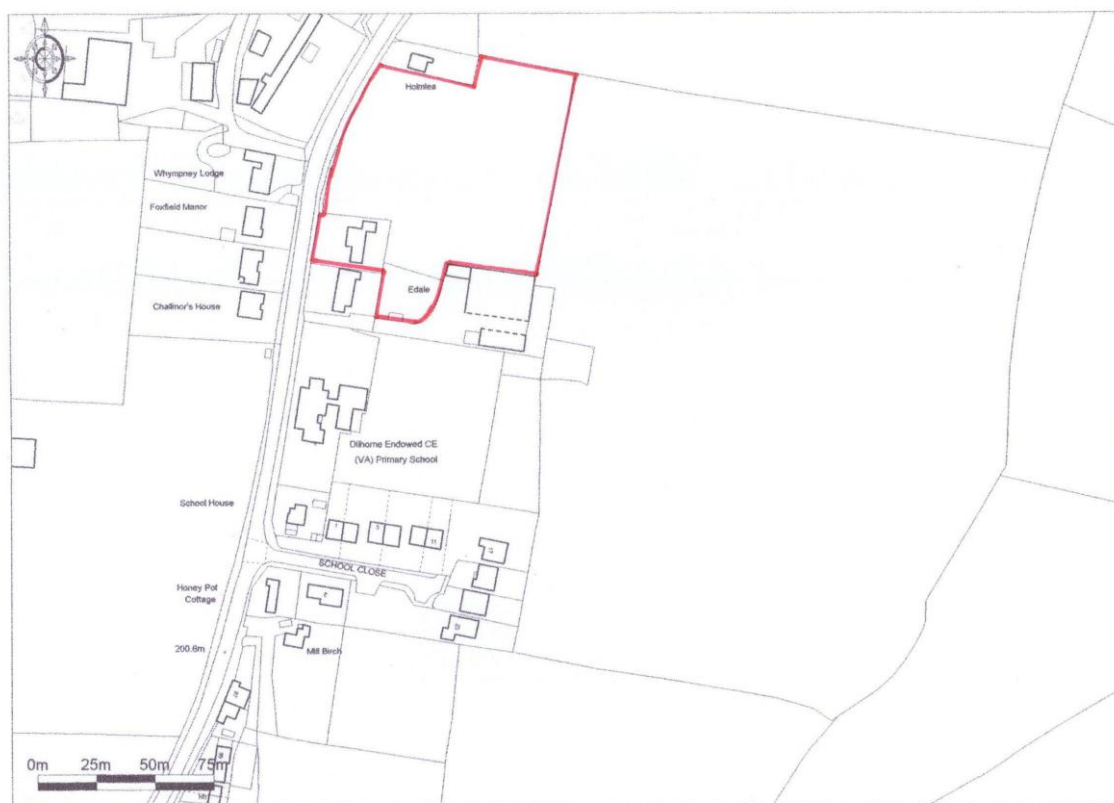 Holmlea
Whympney Lodge
Foxfield Manor
Edale
Challinor's House
Dilhorne Endowed CE
(VA) Primary School
School House
SCHOOL CLOSE
Honey Pot
Cottage
Mill Birch
200.6m
0m 25m 50m 75m